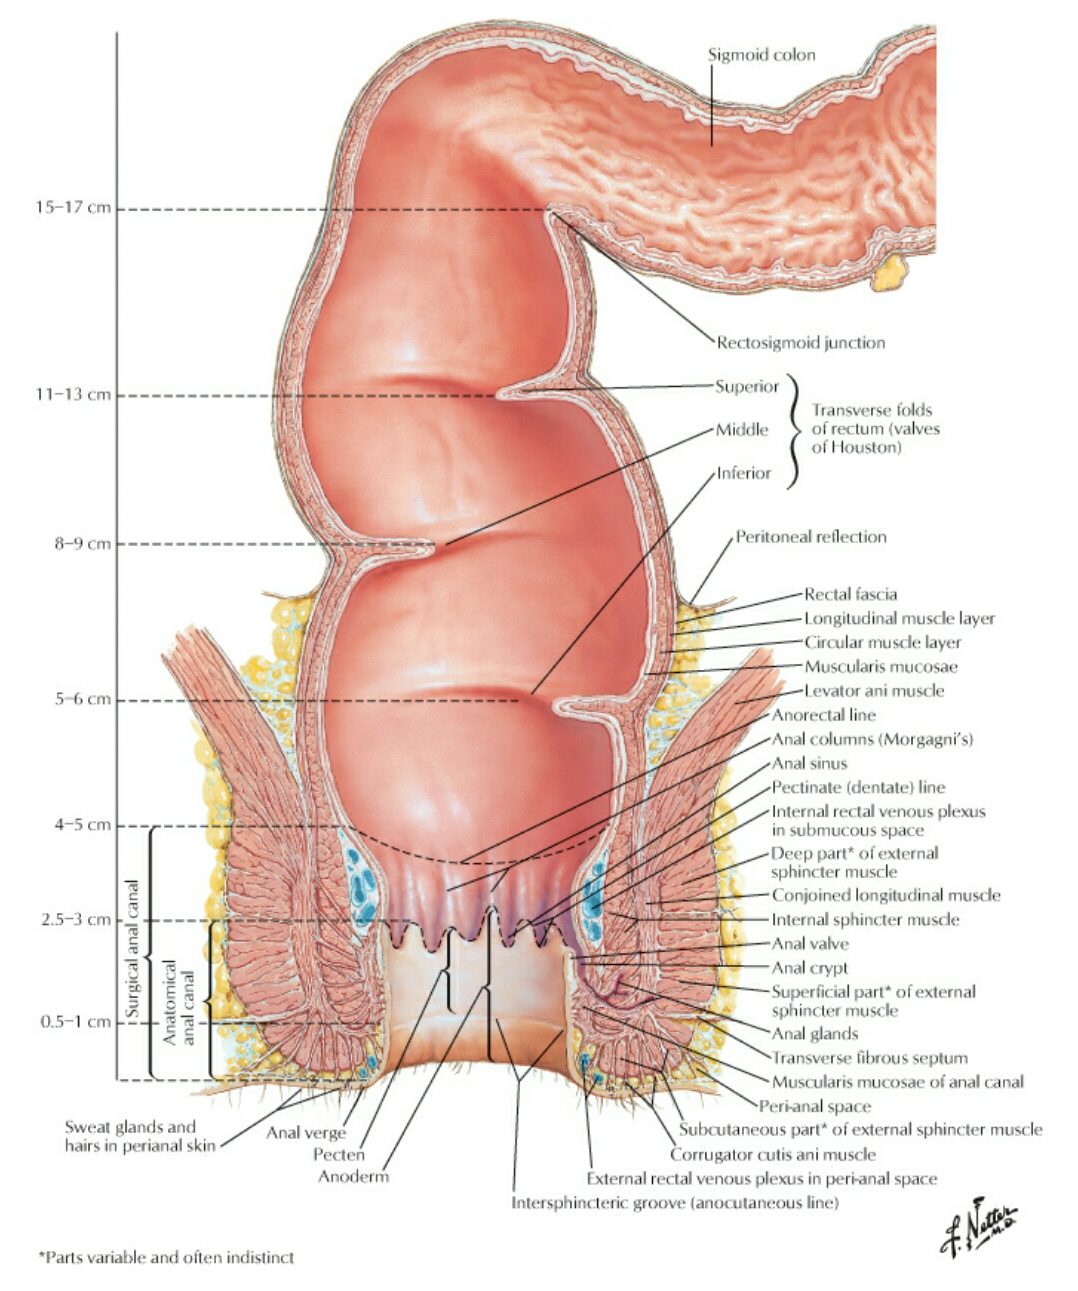 Sigmoid colon
15–17 cm
Rectosigmoid junction
Superior
11–13 cm
Transverse folds
of rectum (valves
of Houston)
Middle
Inferior
8–9 cm
Peritoneal reflection
Rectal fascia
Longitudinal muscle layer
Circular muscle layer
Muscularis mucosae
Levator ani muscle
5–6 cm
Anorectal line
Anal columns (Morgagni's)
Anal sinus
Pectinate (dentate) line
Internal rectal venous plexus
in submucous space
4–5 cm
Deep part* of external
sphincter muscle
Conjoined longitudinal muscle
2.5–3 cm
Internal sphincter muscle
Anal valve
Anal crypt
Surgical anal canal
Anatomical
anal canal
Superficial part* of external
sphincter muscle
0.5–1 cm
Anal glands
Transverse fibrous septum
Muscularis mucosae of anal canal
Peri-anal space
Subcutaneous part* of external sphincter muscle
Corrugator cutis ani muscle
External rectal venous plexus in peri-anal space
Intersphincteric groove (anocutaneous line)
Sweat glands and
hairs in perianal skin
Anal verge
Pecten
Anoderm
F. Netter
M.D.
*Parts variable and often indistinct